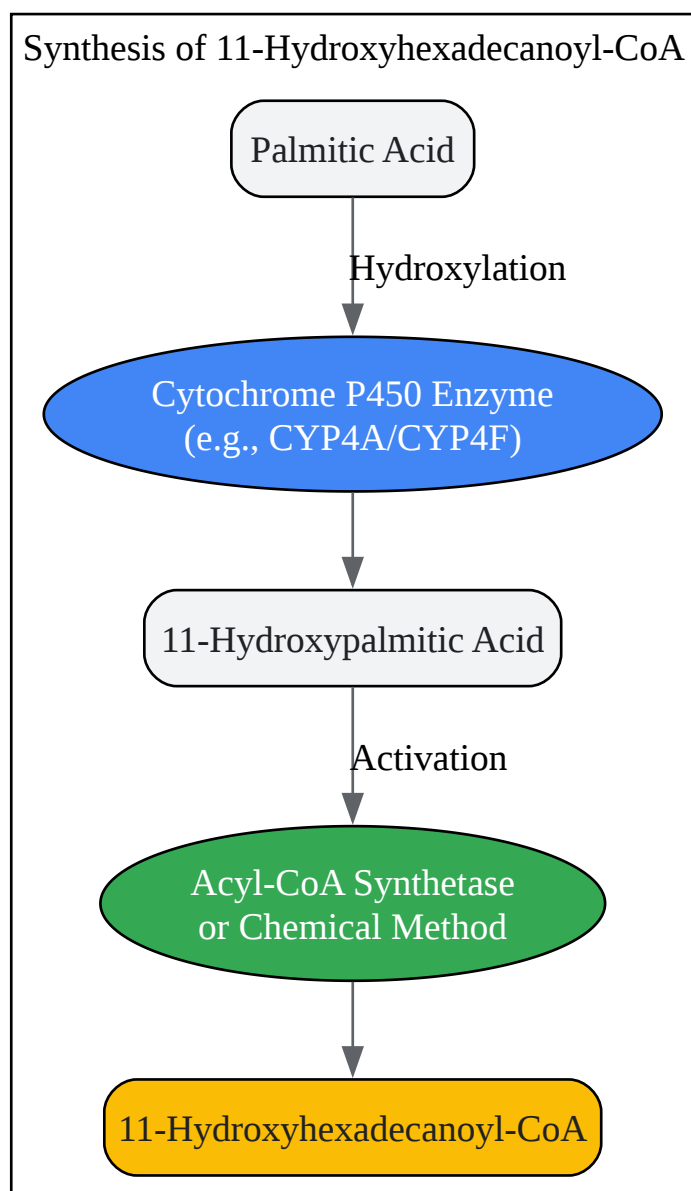 Synthesis of 11-Hydroxyhexadecanoyl-CoA
Palmitic Acid
Hydroxylation
Cytochrome P450 Enzyme
(e.g., CYP4A/CYP4F)
11-Hydroxypalmitic Acid
Activation
Acyl-CoA Synthetase
or Chemical Method
11-Hydroxyhexadecanoyl-CoA